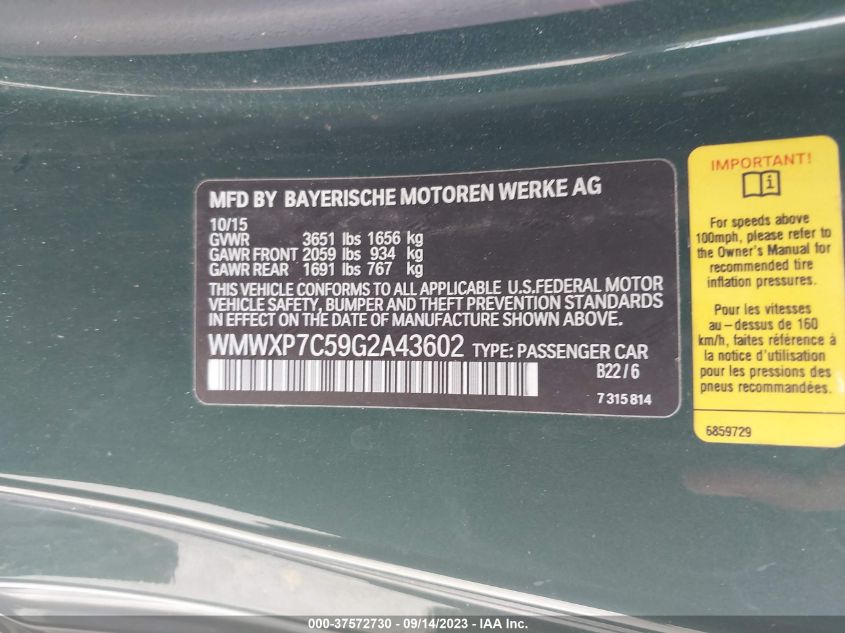 MFD BY BAYERISCHE MOTOREN WERKE AG
10/15
GVWR 3651 lbs 1656 kg
GAWR FRONT 2059 lbs 934 kg
GAWR REAR 1691 lbs 767 kg
THIS VEHICLE CONFORMS TO ALL APPLICABLE U.S.FEDERAL MOTOR
VEHICLE SAFETY, BUMPER AND THEFT PREVENTION STANDARDS
IN EFFECT ON THE DATE OF MANUFACTURE SHOWN ABOVE.
WMWXP7C59G2A43602 TYPE: PASSENGER CAR
B22/6
7 315 814
IMPORTANT!
For speeds above
100mph, please refer to
the Owner's Manual for
recommended tire
inflation pressures.
Pour les vitesses
au-dessus de 160
km/h, faites référence à
la notice d'utilisation
pour les pressions des
pneus recommandées.
6859729
000-37572730 - 09/14/2023 - IAA Inc.